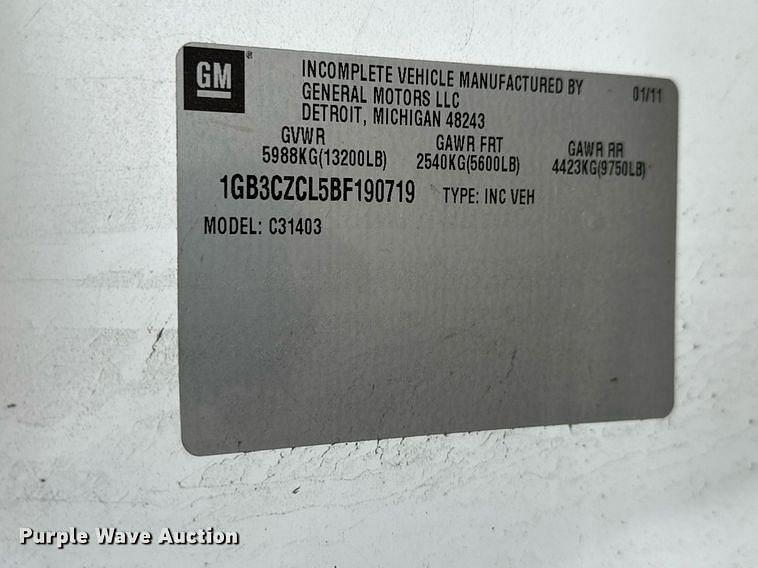 GM®
INCOMPLETE VEHICLE MANUFACTURED BY 01/11
GENERAL MOTORS LLC
DETROIT, MICHIGAN 48243
GVWR GAWR FRT GAWR RR
5988KG(13200LB) 2540KG(5600LB) 4423KG(9750LB)
1GB3CZCL5BF190719 TYPE: INC VEH
MODEL: C31403
Purple Wave Auction